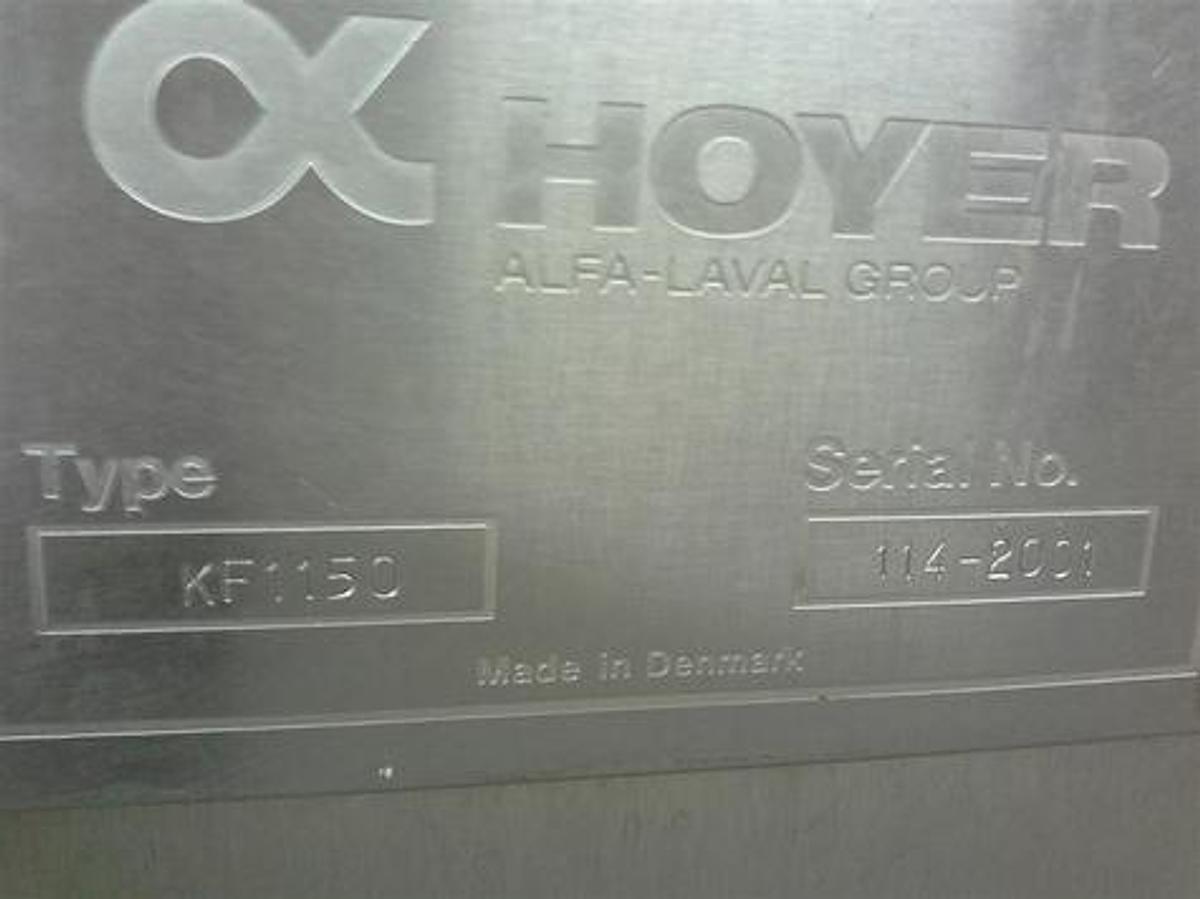 HOYER
ALFA-LAVAL GROUP
Type
Serial No.
KF1150
114-2001
Made in Denmark